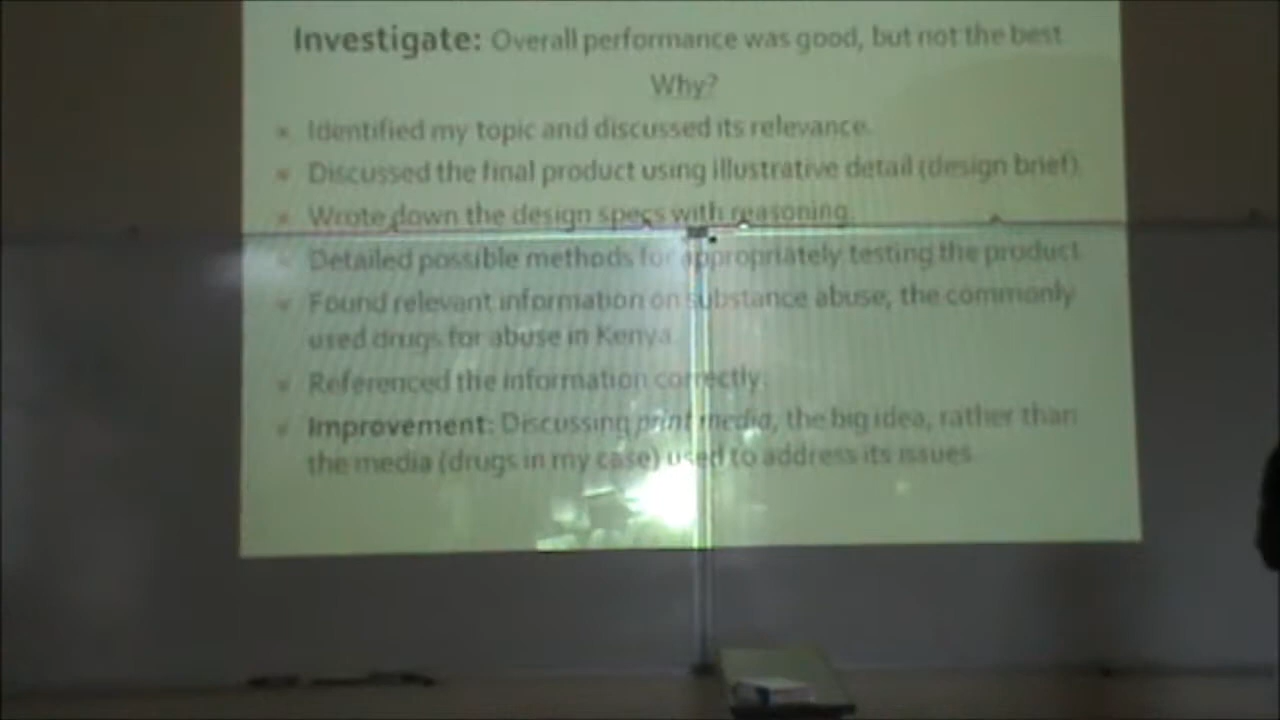 Investigate: Overall performance was good, but not the best
Why?
Identified my topic and discussed its relevance.
Discussed the final product using illustrative detail (design brief)
Wrote down the design specs with reasoning.
Detailed possible methods for appropriately testing the product
Found relevant information on substance abuse, the commonly
used drugs for abuse in Kenya.
Referenced the information correctly.
Improvement: Discussing print media, the big idea, rather than
the media (drugs in my case) used to address its issues